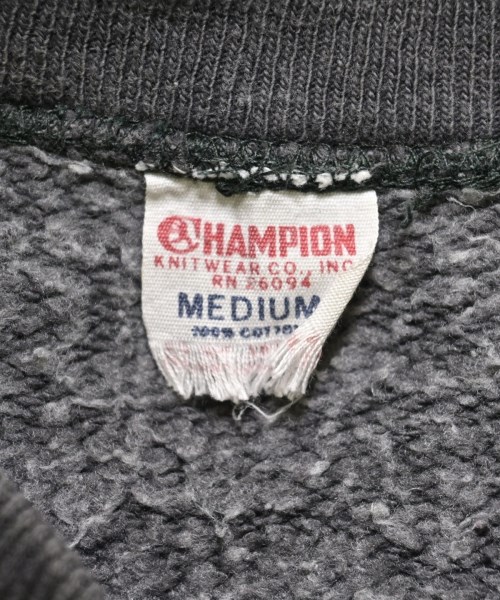 CHAMPION
KNITWEAR CO., INC.
RN 26094
MEDIUM
100% COTTON